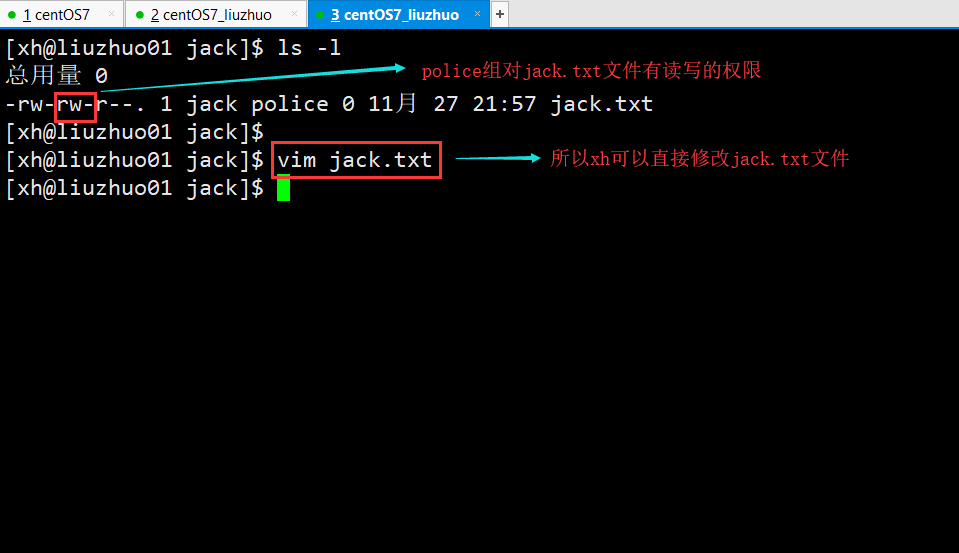 1 centOS7 × 2 centOS7_liuzhuo × 3 centOS7_liuzhuo × +
[xh@liuzhuo01 jack]$ ls -l
总用量 0
police组对jack.txt文件有读写的权限
-rw-rw-r--. 1 jack police 0 11月 27 21:57 jack.txt
[xh@liuzhuo01 jack]$
[xh@liuzhuo01 jack]$ vim jack.txt
所以xh可以直接修改jack.txt文件
[xh@liuzhuo01 jack]$